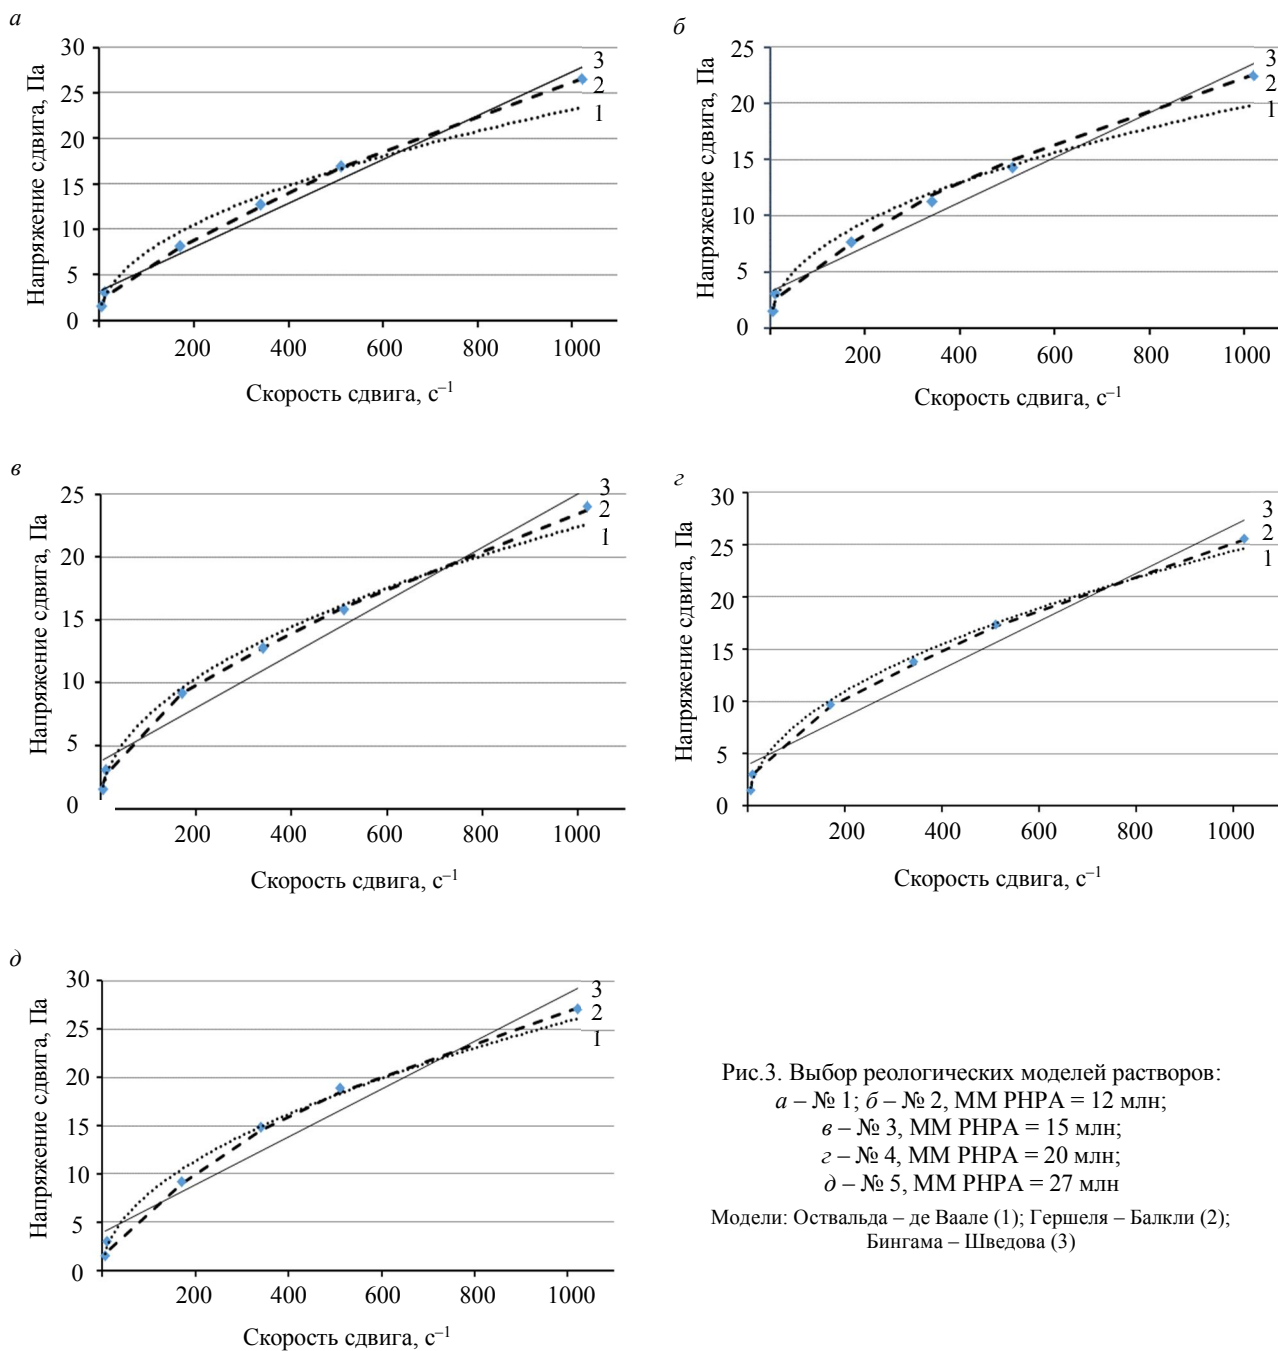 а
30
25
20
15
10
5
0
200 400 600 800 1000
Напряжение сдвига, Па
Скорость сдвига, с–1
3
2
1
б
25
20
15
10
5
0
200 400 600 800 1000
Напряжение сдвига, Па
Скорость сдвига, с–1
3
2
1
в
25
20
15
10
5
0
200 400 600 800 1000
Напряжение сдвига, Па
Скорость сдвига, с–1
3
2
1
г
30
25
20
15
10
5
0
200 400 600 800 1000
Напряжение сдвига, Па
Скорость сдвига, с–1
3
2
1
д
30
25
20
15
10
5
0
200 400 600 800 1000
Напряжение сдвига, Па
Скорость сдвига, с–1
3
2
1
Рис.3. Выбор реологических моделей растворов:
а – № 1; б – № 2, ММ PHPA = 12 млн;
в – № 3, ММ PHPA = 15 млн;
г – № 4, ММ PHPA = 20 млн;
д – № 5, ММ PHPA = 27 млн
Модели: Оствальда – де Ваале (1); Гершеля – Балкли (2);
Бингама – Шведова (3)